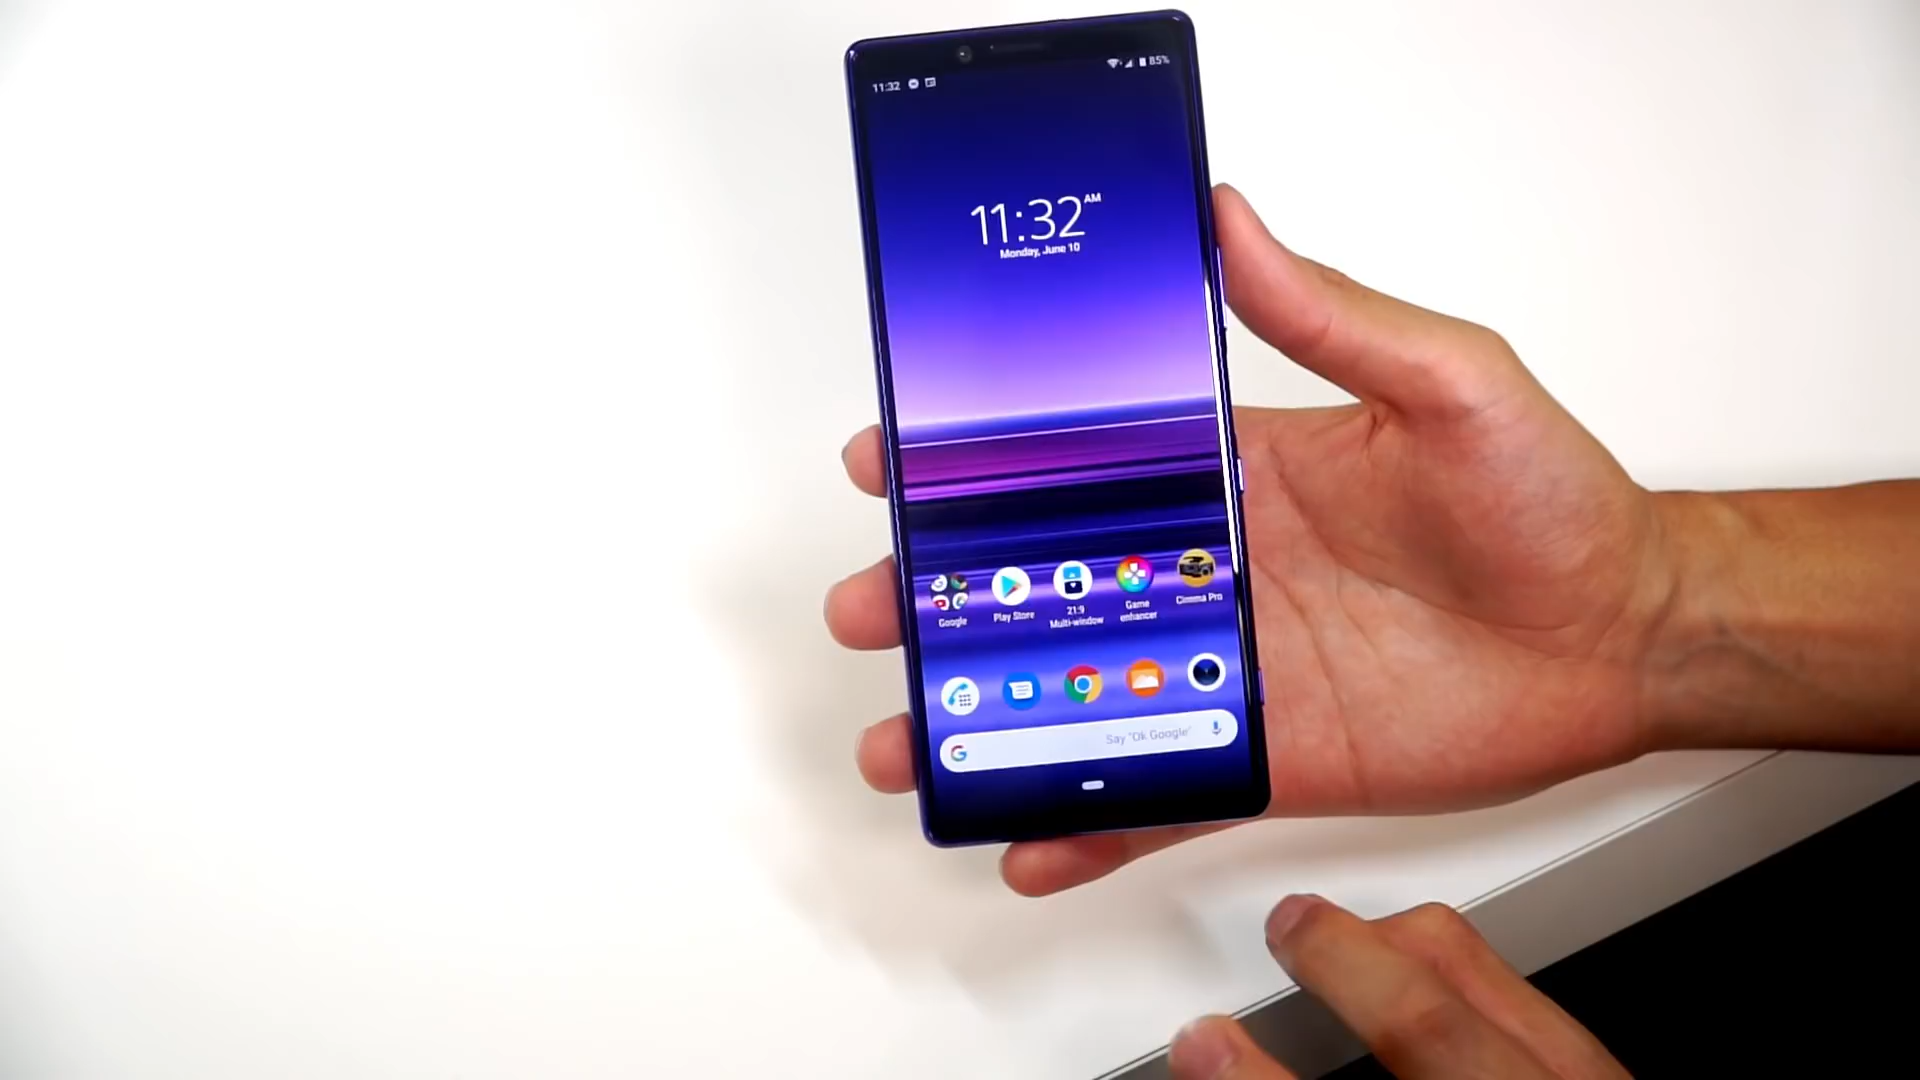 11:32
85%
11:32 AM
Monday, June 10
Google
Play Store
21:9
Multi-window
Game
enhancer
Cinema Pro
G
Say "Ok Google"